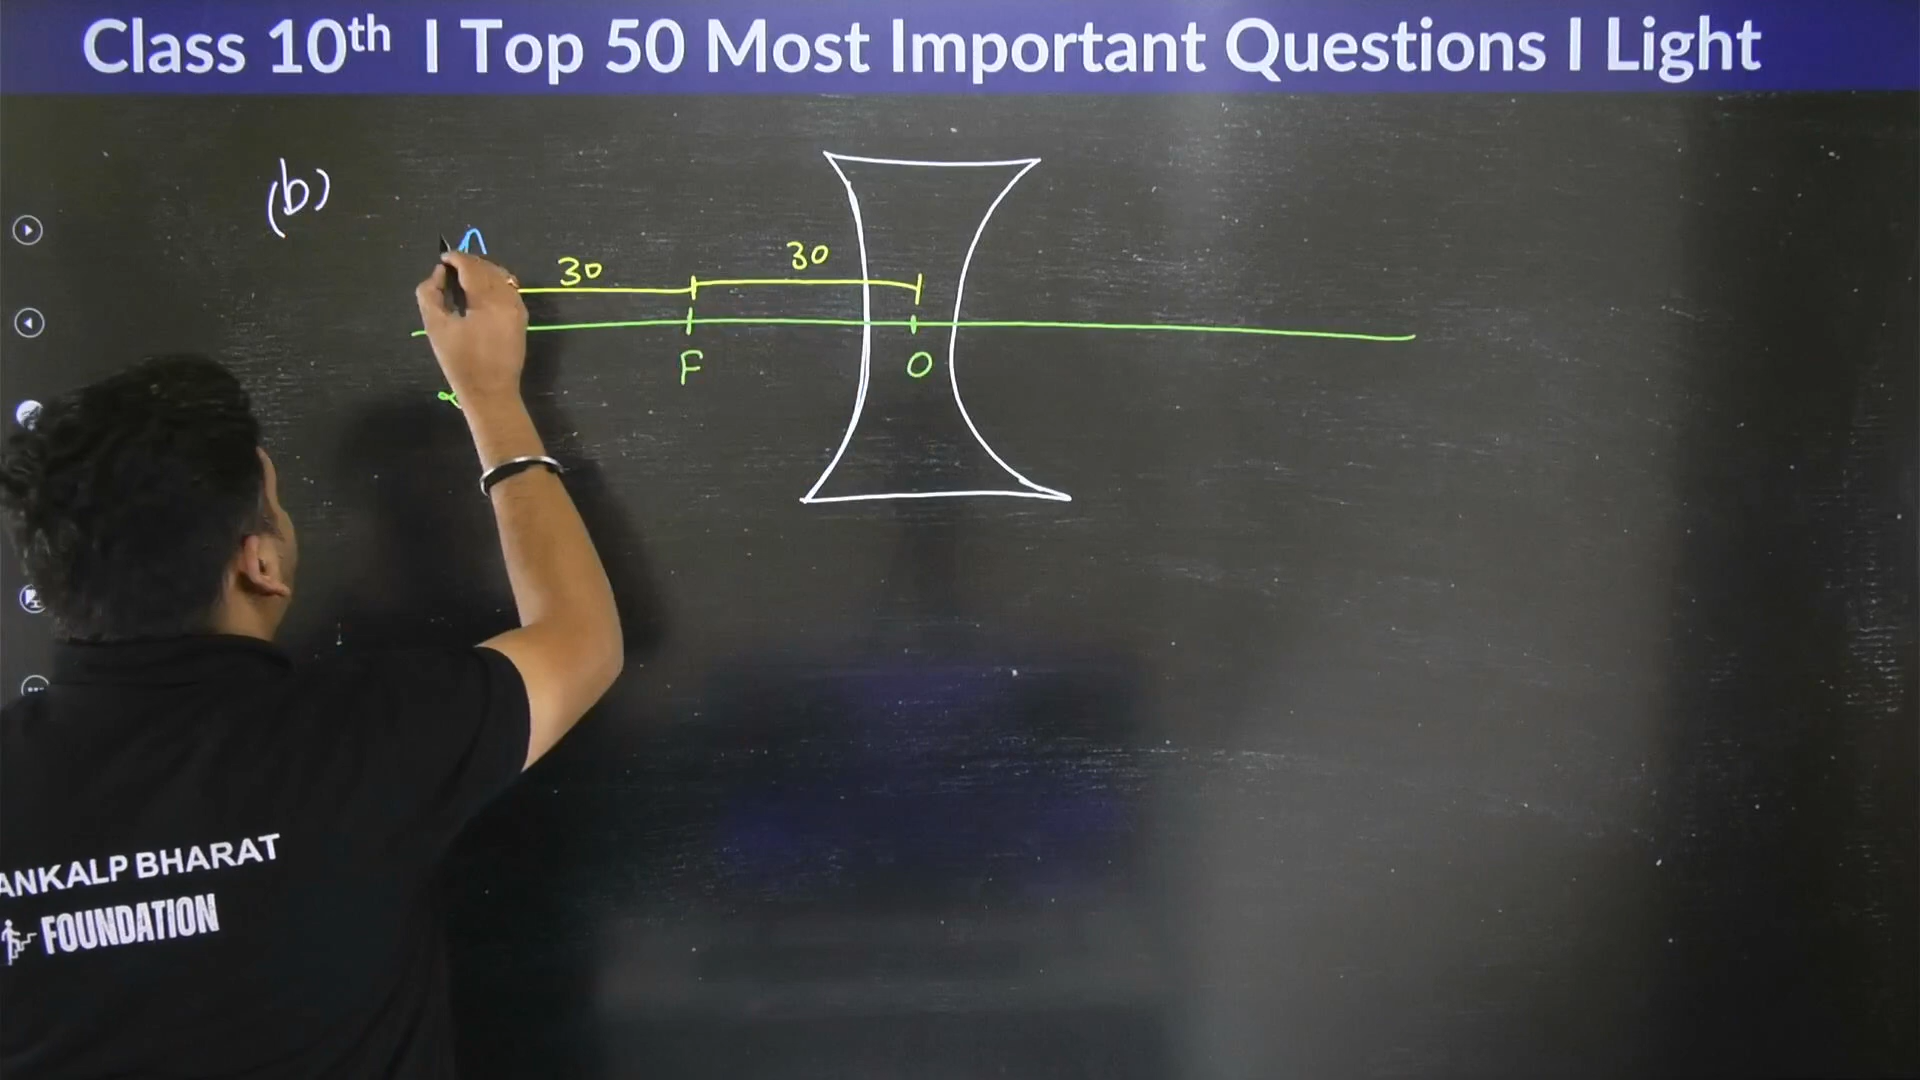 Class 10th I Top 50 Most Important Questions I Light
(b)
30
30
F
O
ANKALP BHARAT
FOUNDATION